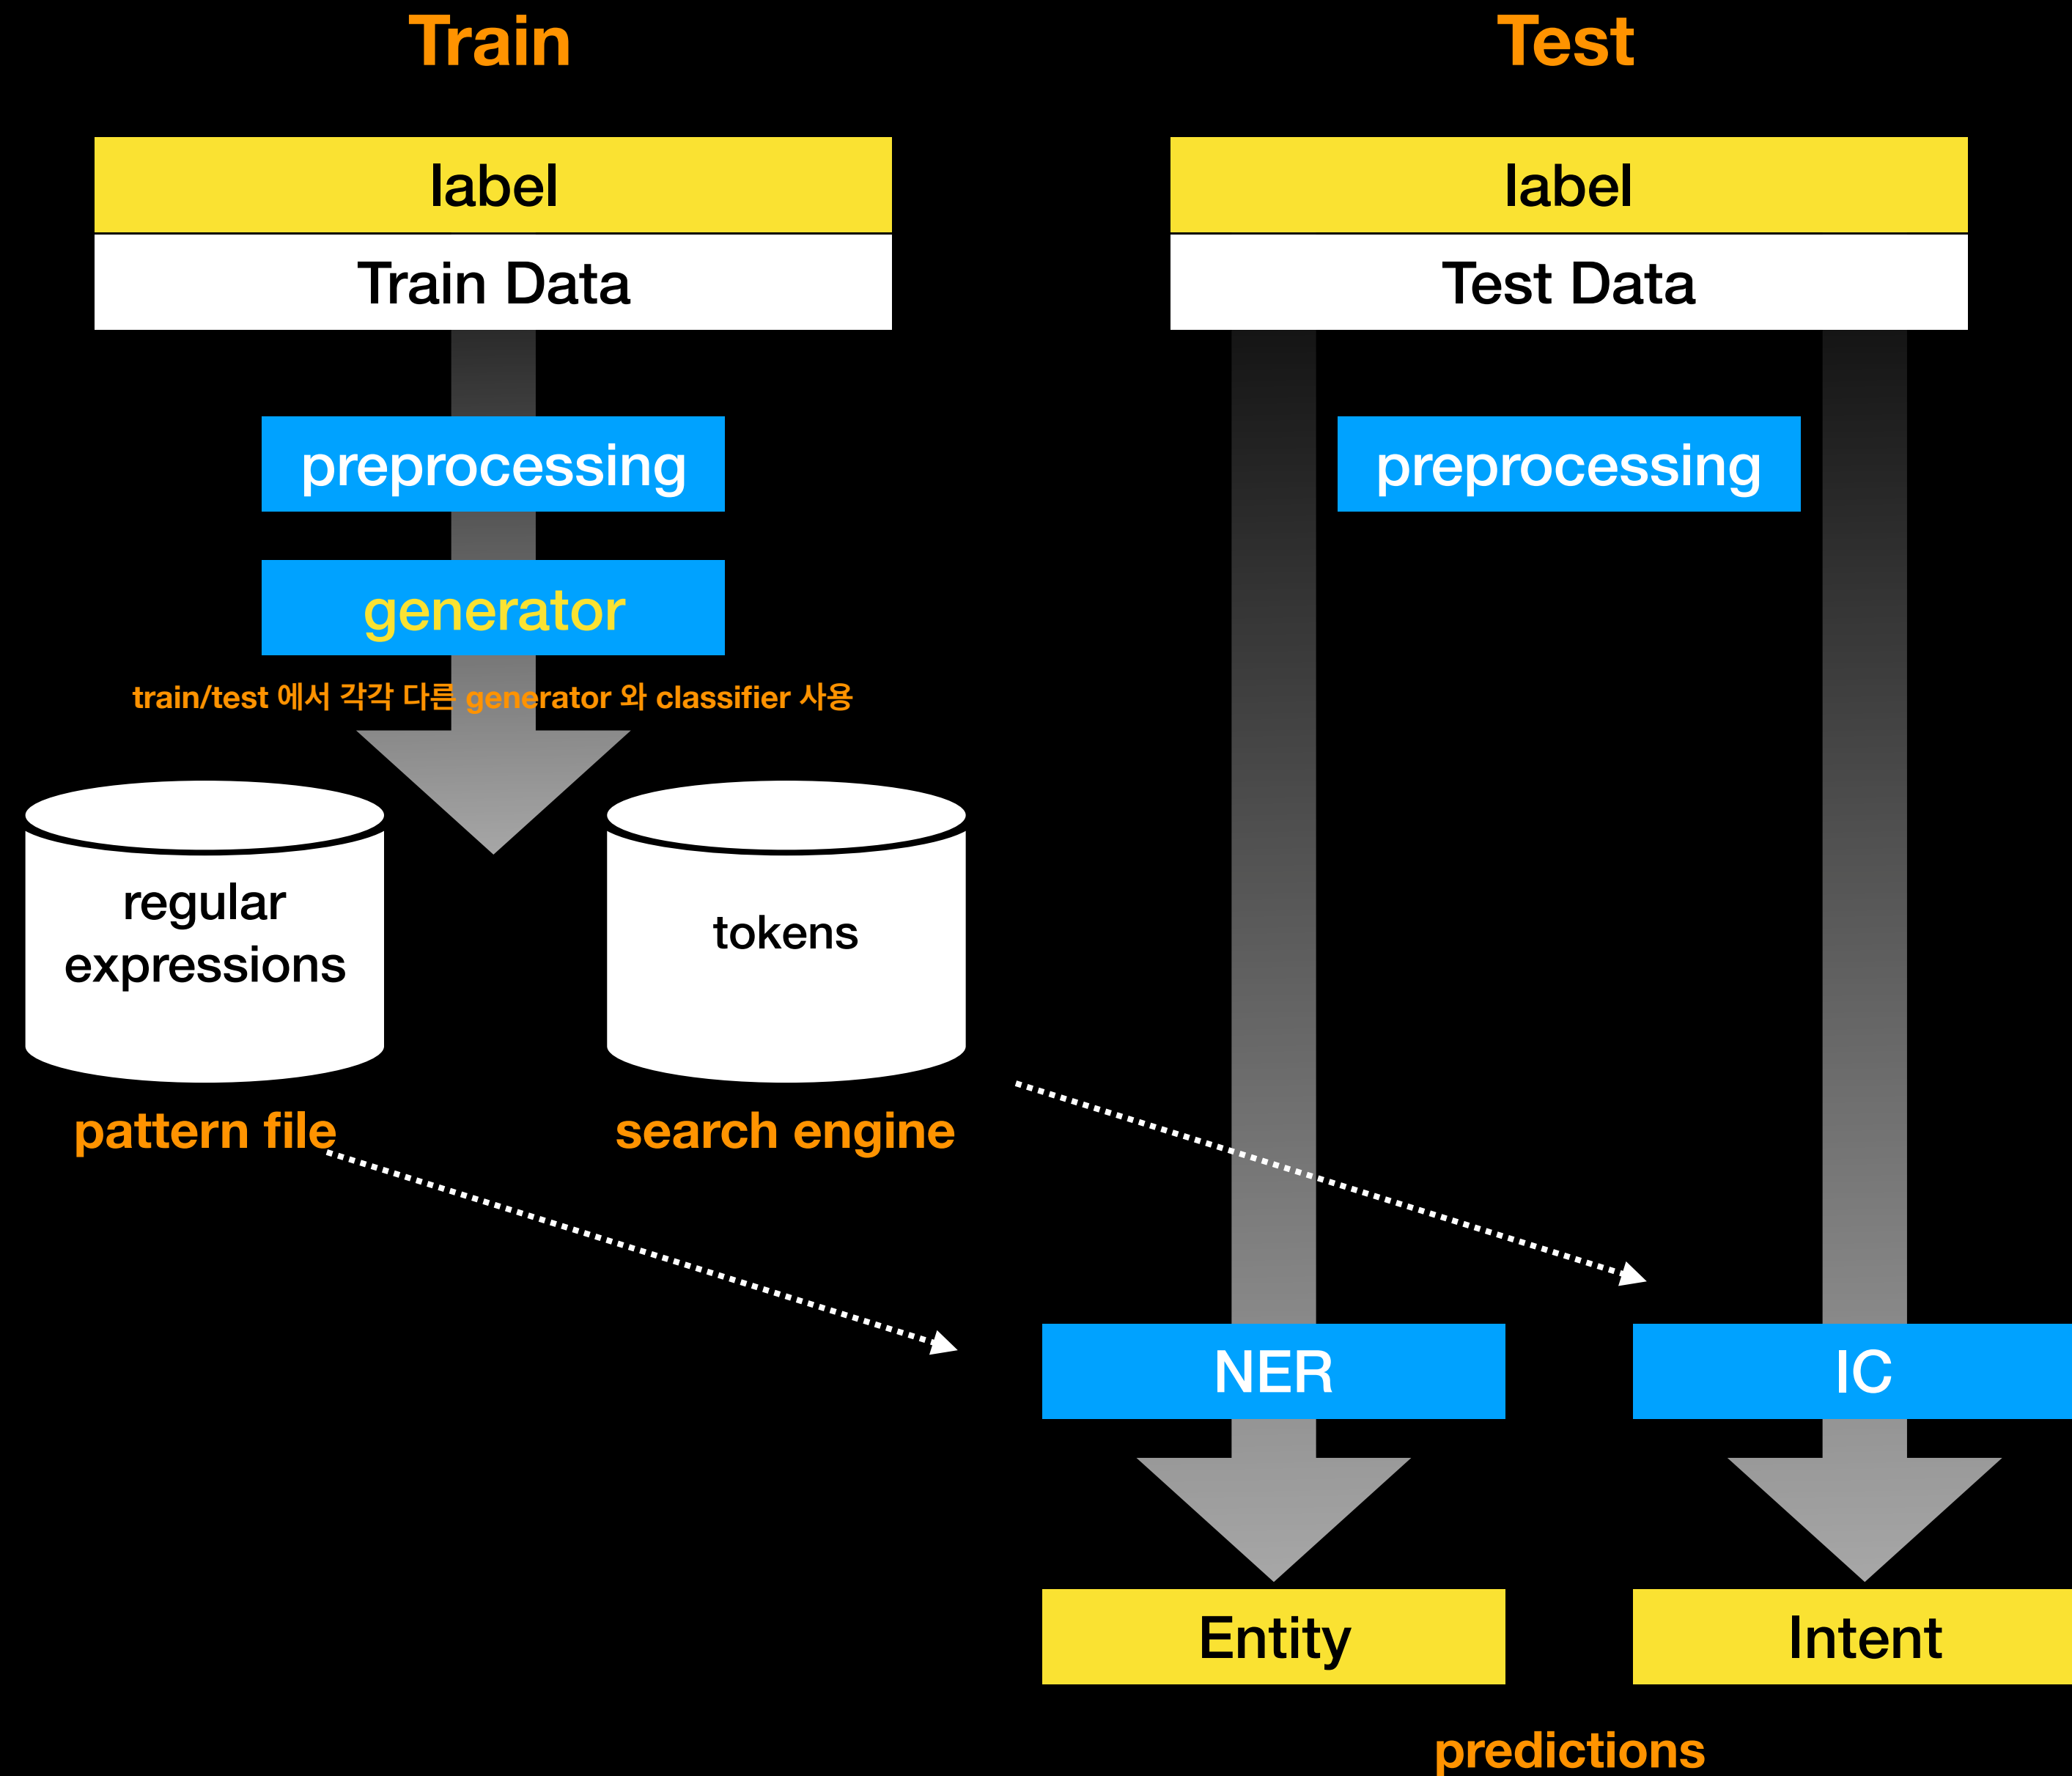 Train
Test
label
label
Train Data
Test Data
preprocessing
preprocessing
generator
train/test 에서 각각 다른 generator 와 classifier 사용
regular
expressions
tokens
pattern file
search engine
NER
IC
Entity
Intent
predictions